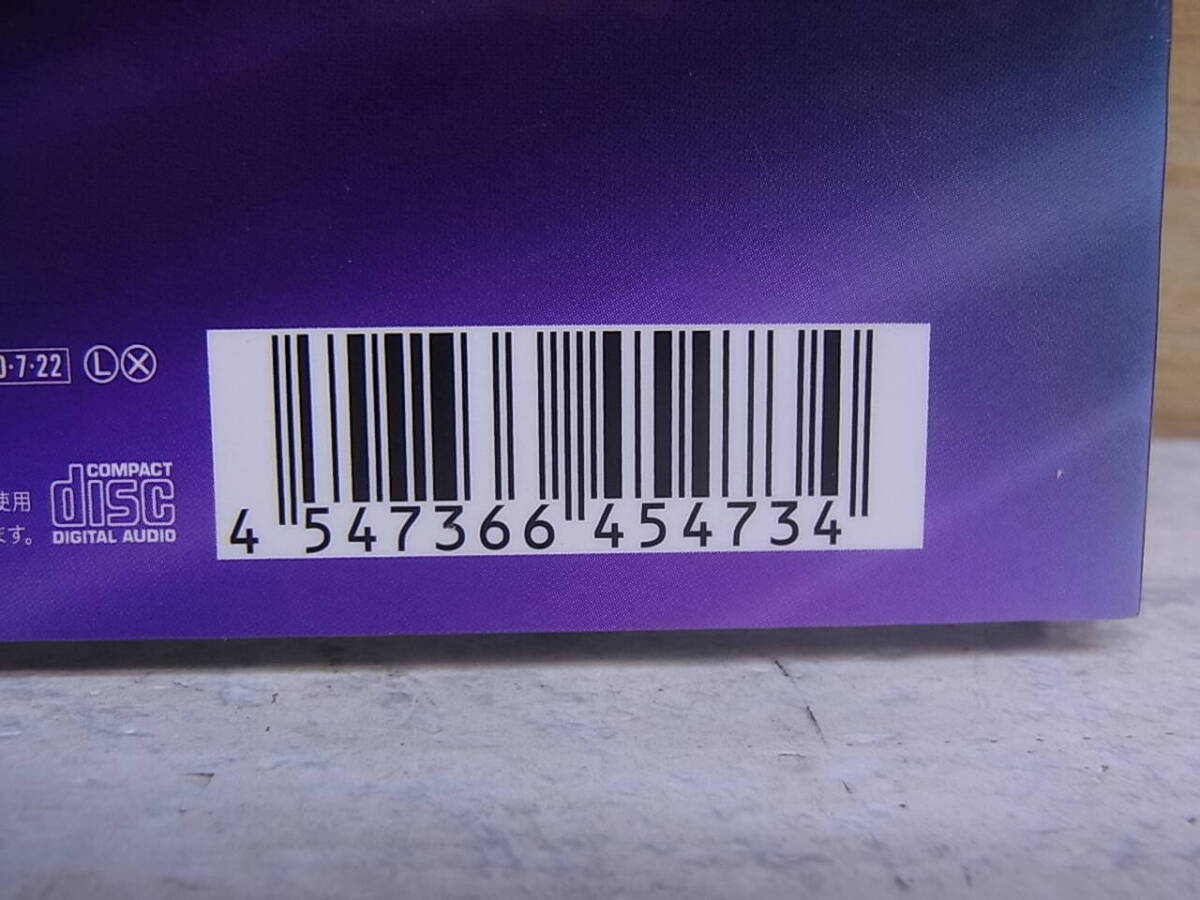 0・7・22 Ⓛ Ⓧ
使用
ます。
COMPACT
disc
DIGITAL AUDIO
4 547366 454734